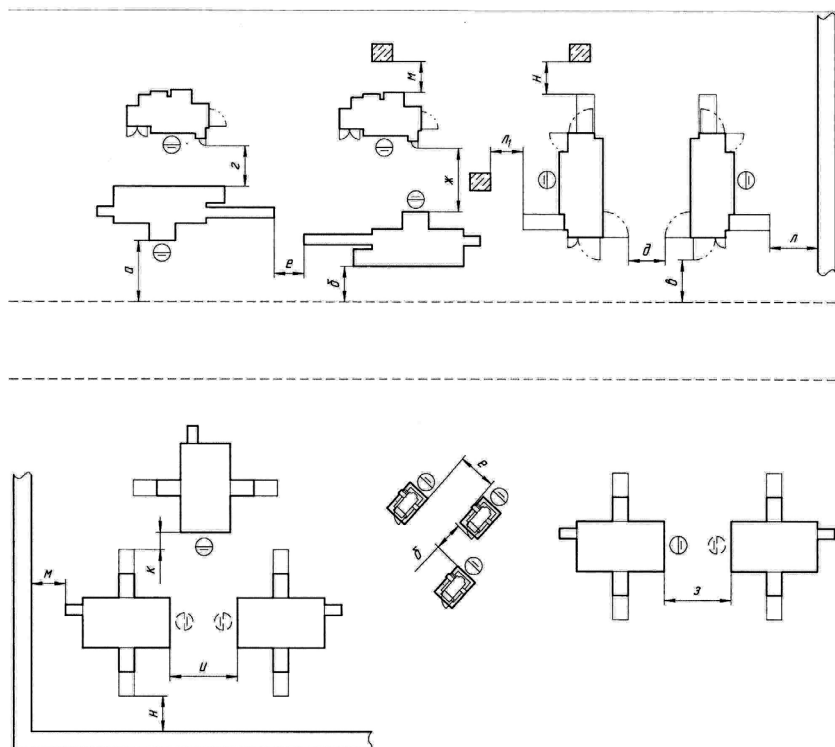 м
н
г
ж
л₁
а
е
б
д
в
л
е
б
к
м
и
з
н